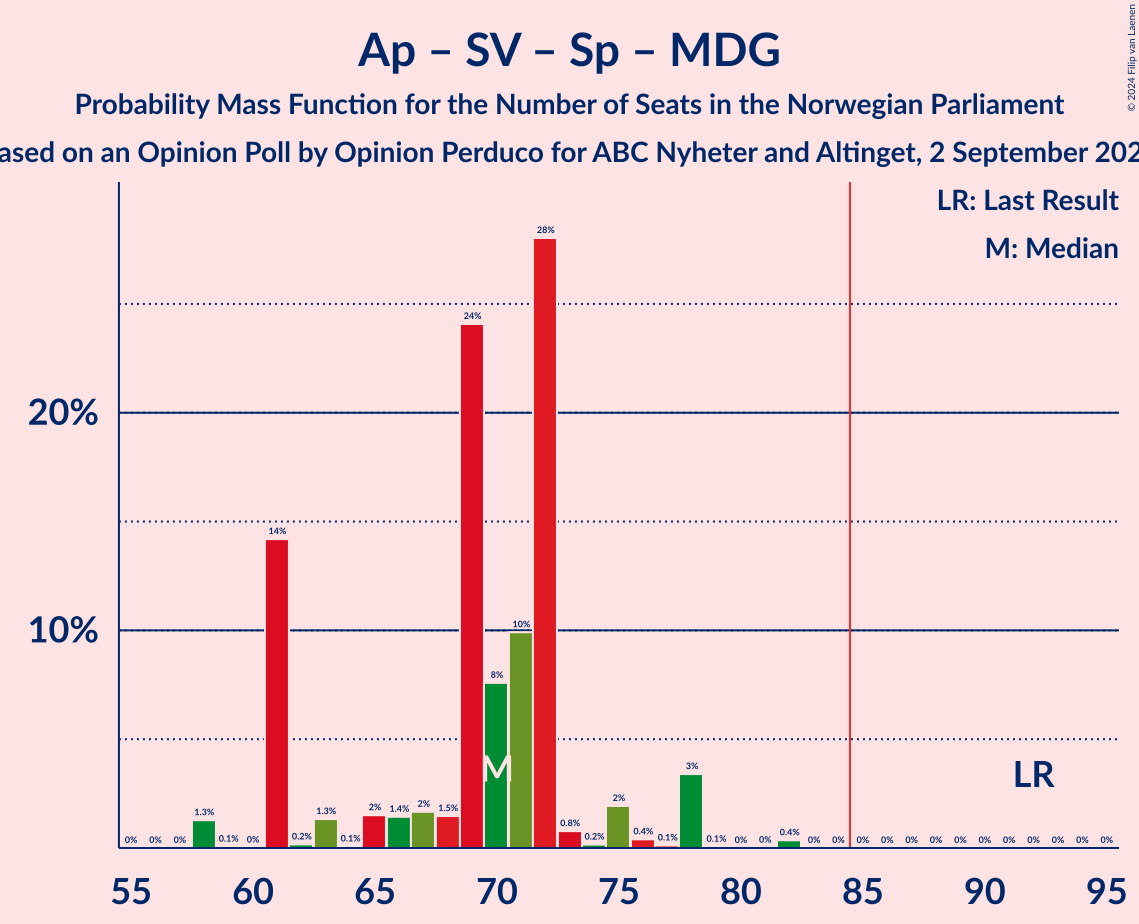 © 2024 Filip van Laenen
Ap – SV – Sp – MDG
Probability Mass Function for the Number of Seats in the Norwegian Parliament
ased on an Opinion Poll by Opinion Perduco for ABC Nyheter and Altinget, 2 September 202
LR: Last Result
M: Median
28%
24%
20%
14%
10%
10%
8%
M
LR
3%
0% 0% 0% 1.3% 0.1% 0% 0.2% 1.3% 0.1% 2% 1.4% 2% 1.5% 0.8% 0.2% 2% 0.4% 0.1% 0.1% 0% 0% 0.4% 0% 0% 0% 0% 0% 0% 0% 0% 0% 0% 0% 0% 0%
55 60 65 70 75 80 85 90 95